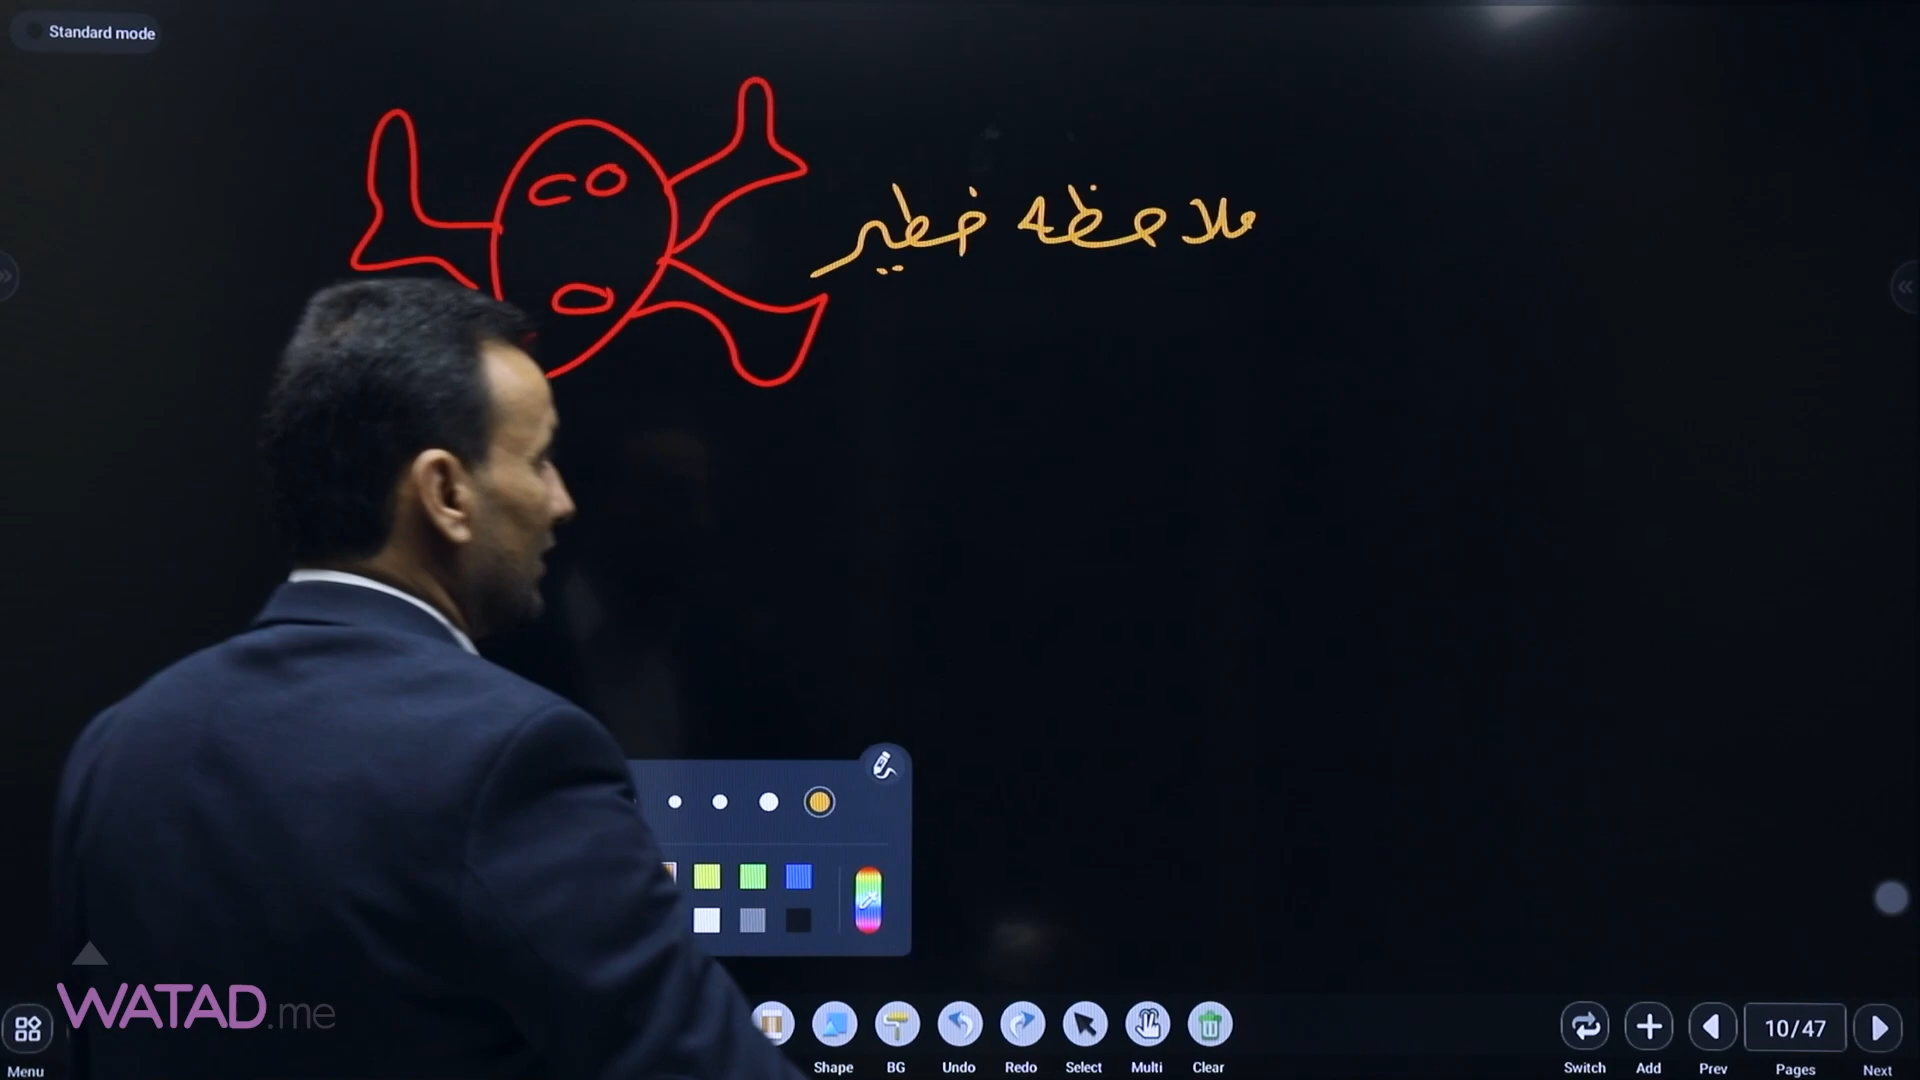 Standard mode
ملاحظه خطير
WATAD.me
Menu
Shape
BG
Undo
Redo
Select
Multi
Clear
Switch
Add
Prev
10/47
Pages
Next